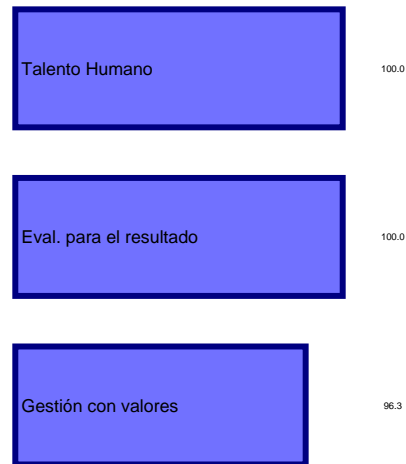 Talento Humano
100.0
Eval. para el resultado
100.0
Gestión con valores
96.3